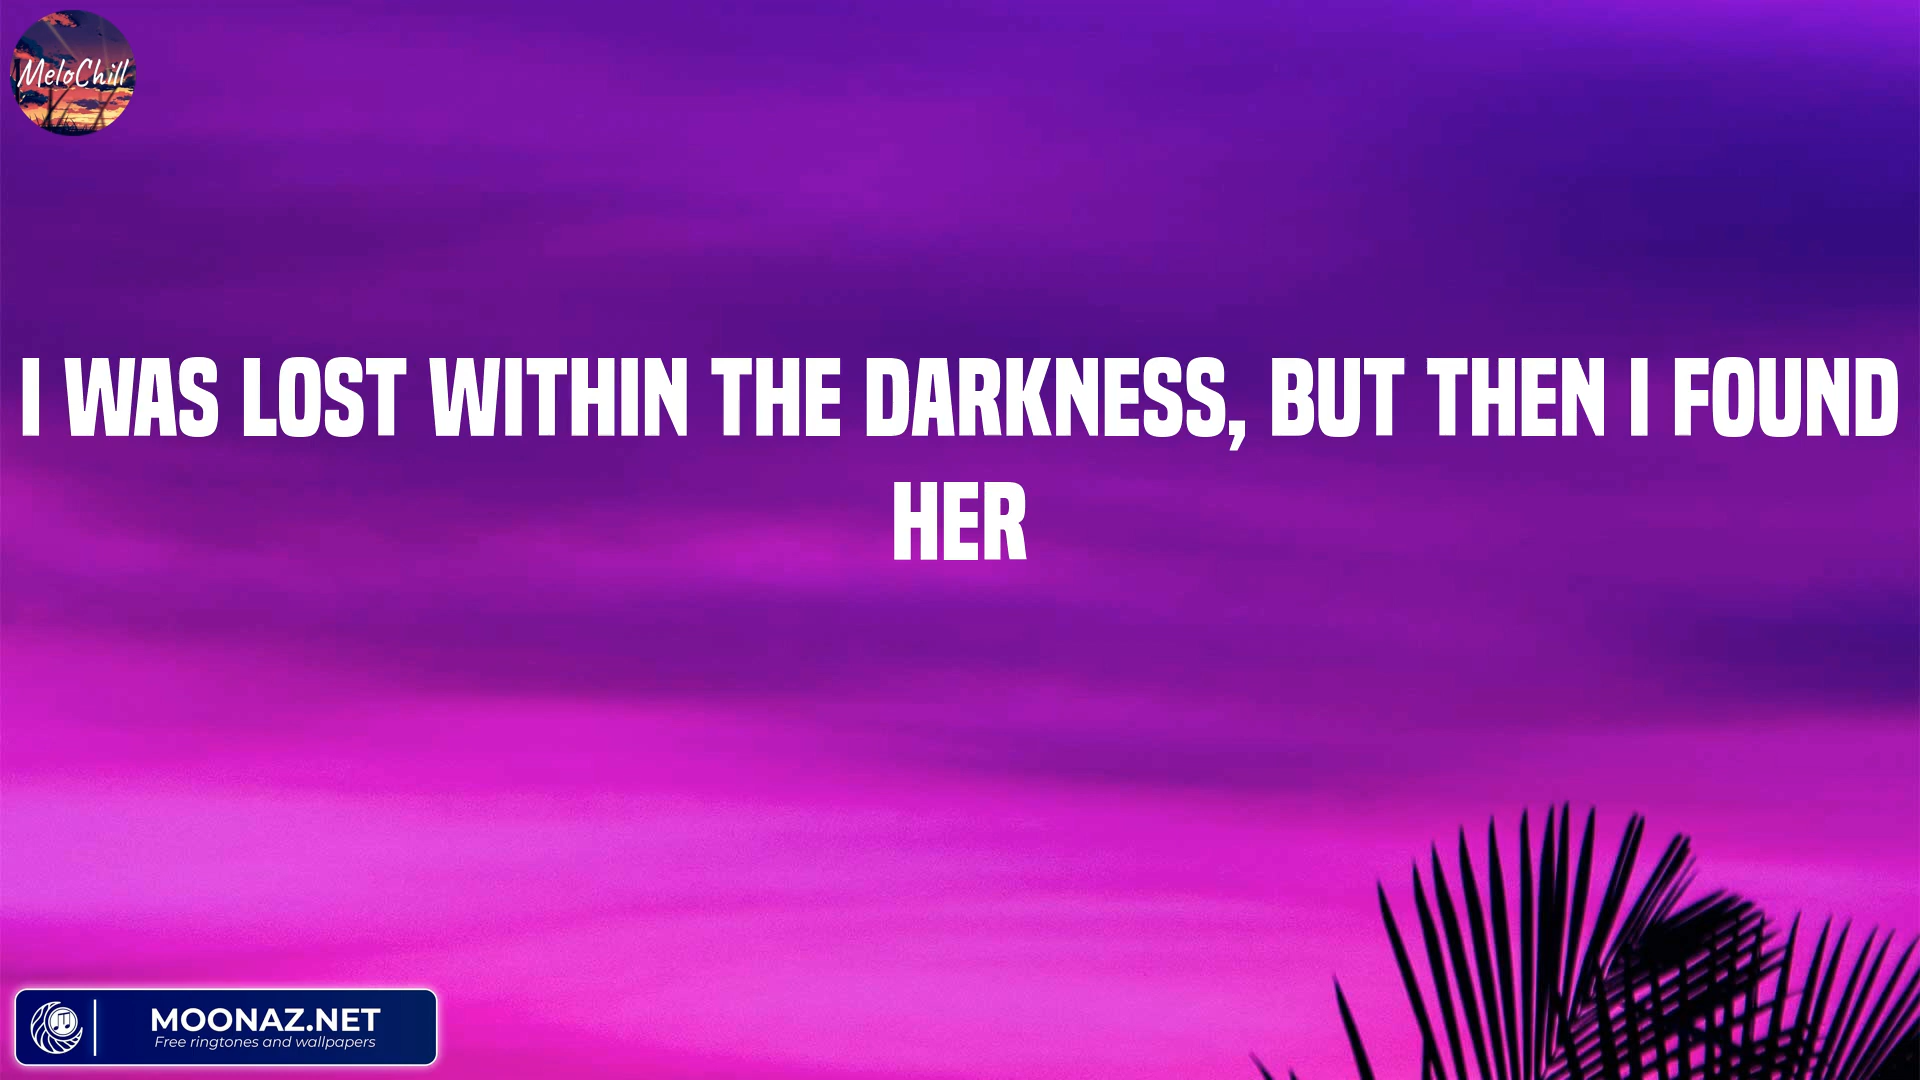 MeloChill
I WAS LOST WITHIN THE DARKNESS, BUT THEN I FOUND
HER
MOONAZ.NET
Free ringtones and wallpapers